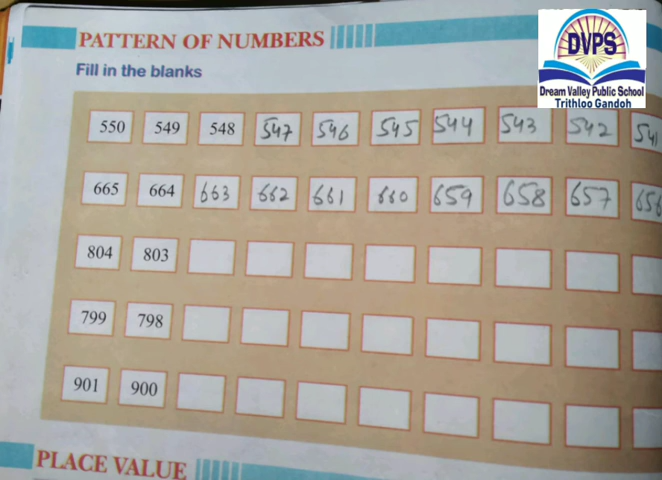 PATTERN OF NUMBERS
DVPS
Dream Valley Public School
Trithloo Gandoh
Fill in the blanks
550 549 548 547 546 545 544 543 542 541
665 664 663 662 661 660 659 658 657 656
804 803
799 798
901 900
PLACE VALUE